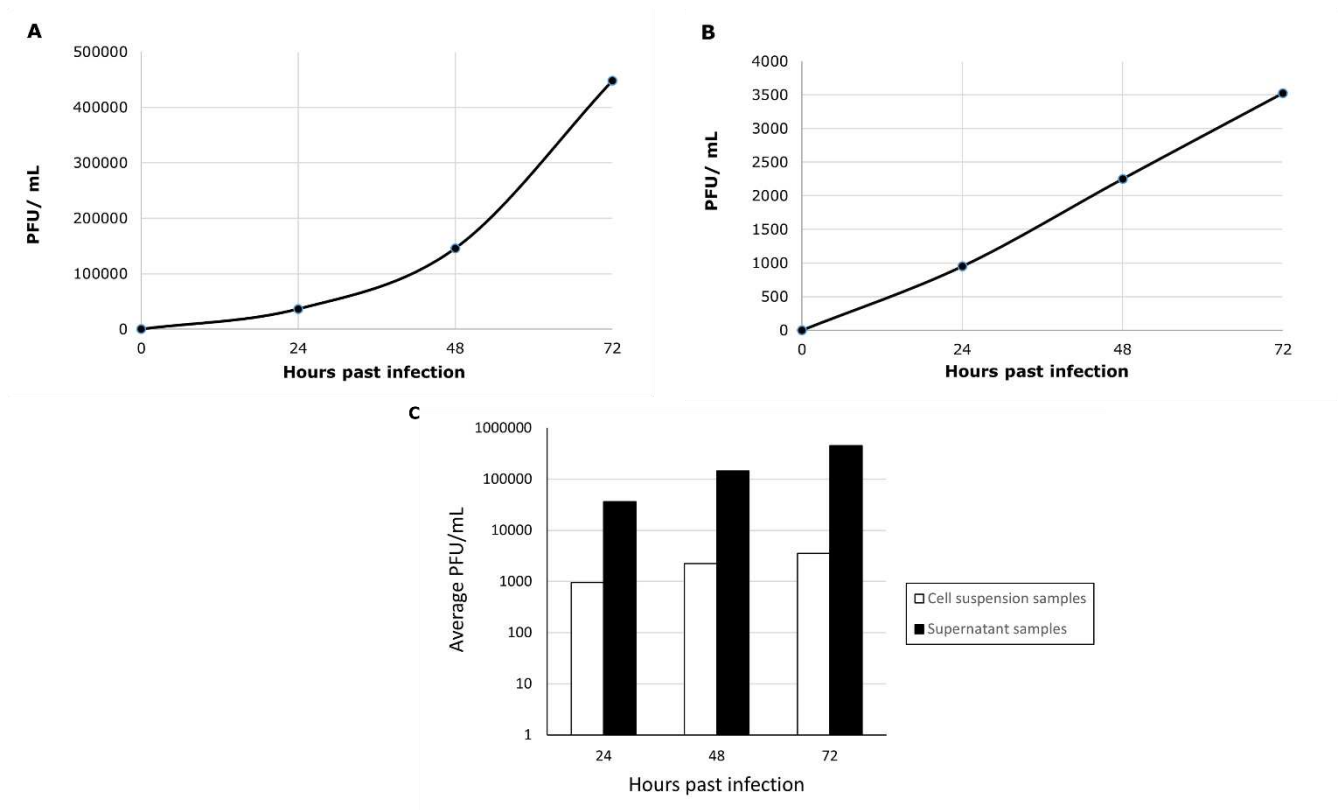 A
500000
400000
300000
200000
100000
0
PFU/ mL
0 24 48 72
Hours past infection
B
4000
3500
3000
2500
2000
1500
1000
500
0
PFU/ mL
0 24 48 72
Hours past infection
C
1000000
100000
10000
1000
100
10
1
Average PFU/mL
24 48 72
Hours past infection
Cell suspension samples
Supernatant samples